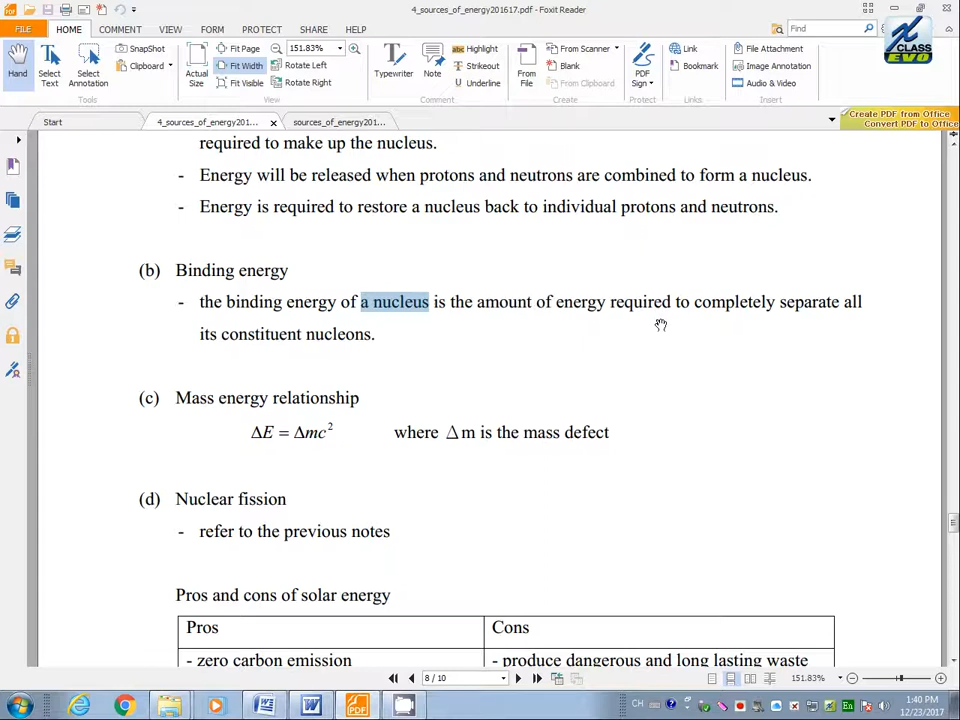 4_sources_of_energy201617.pdf - Foxit Reader
FILE HOME COMMENT VIEW FORM PROTECT SHARE HELP
Find
CLASS
EVO
Hand
Select
Text
Select
Annotation
SnapShot
Clipboard
Tools
Actual
Size
Fit Page
Fit Width
Fit Visible
151.83%
Rotate Left
Rotate Right
View
Typewriter
Note
Highlight
Strikeout
Underline
Comment
From
File
From Scanner
Blank
From Clipboard
Create
PDF
Sign
Protect
Link
Bookmark
Links
File Attachment
Image Annotation
Audio & Video
Insert
Start
4_sources_of_energy201...
sources_of_energy201...
Create PDF from Office
Convert PDF to Office
required to make up the nucleus.
- Energy will be released when protons and neutrons are combined to form a nucleus.
- Energy is required to restore a nucleus back to individual protons and neutrons.
(b) Binding energy
- the binding energy of a nucleus is the amount of energy required to completely separate all
its constituent nucleons.
(c) Mass energy relationship
ΔE = Δmc² where Δm is the mass defect
(d) Nuclear fission
- refer to the previous notes
Pros and cons of solar energy
Pros Cons
- zero carbon emission - produce dangerous and long lasting waste
8 / 10
151.83%
CH
En
1:40 PM
12/23/2017